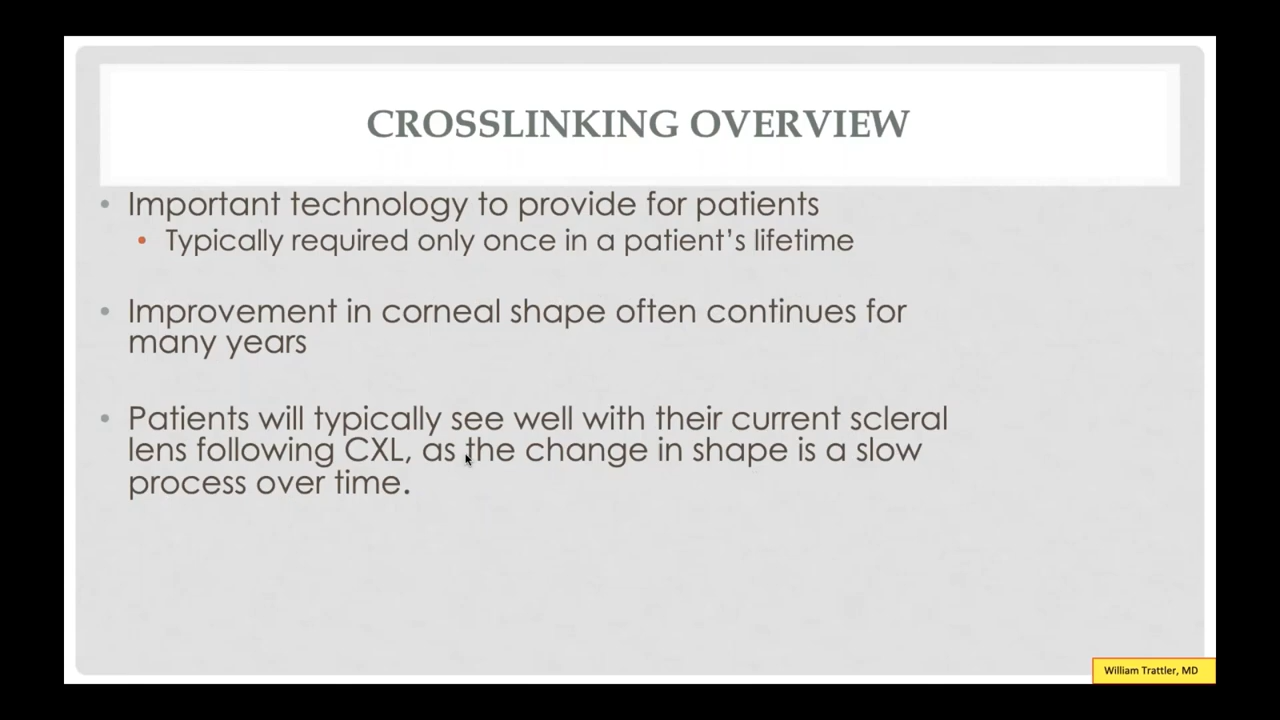 CROSSLINKING OVERVIEW
• Important technology to provide for patients
• Typically required only once in a patient’s lifetime
• Improvement in corneal shape often continues for
many years
• Patients will typically see well with their current scleral
lens following CXL, as the change in shape is a slow
process over time.
William Trattler, MD